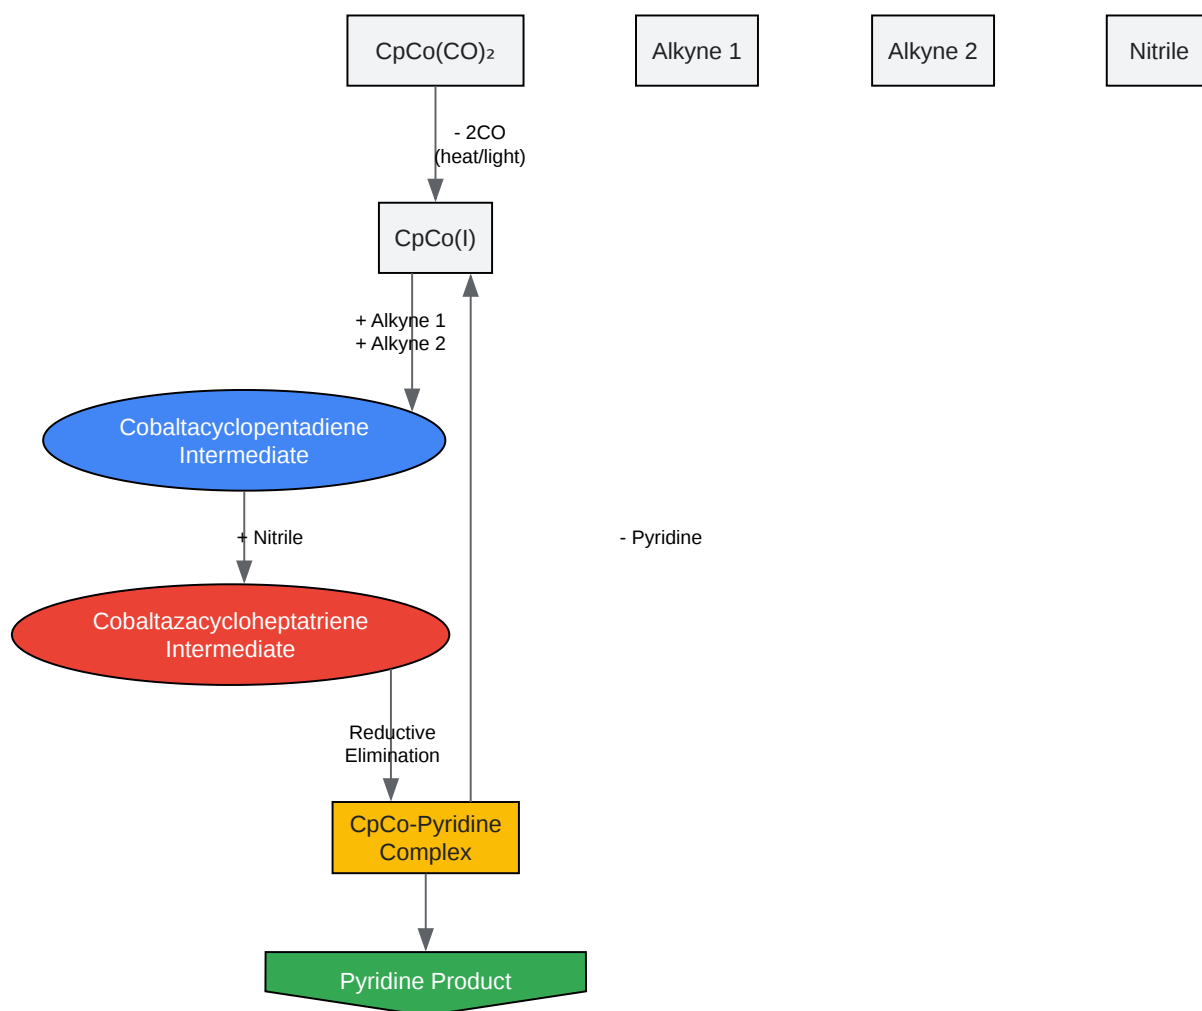 CpCo(CO)₂
Alkyne 1
Alkyne 2
Nitrile
- 2CO
(heat/light)
CpCo(I)
+ Alkyne 1
+ Alkyne 2
Cobaltacyclopentadiene
Intermediate
+ Nitrile
- Pyridine
Cobaltazacycloheptatriene
Intermediate
Reductive
Elimination
CpCo-Pyridine
Complex
Pyridine Product